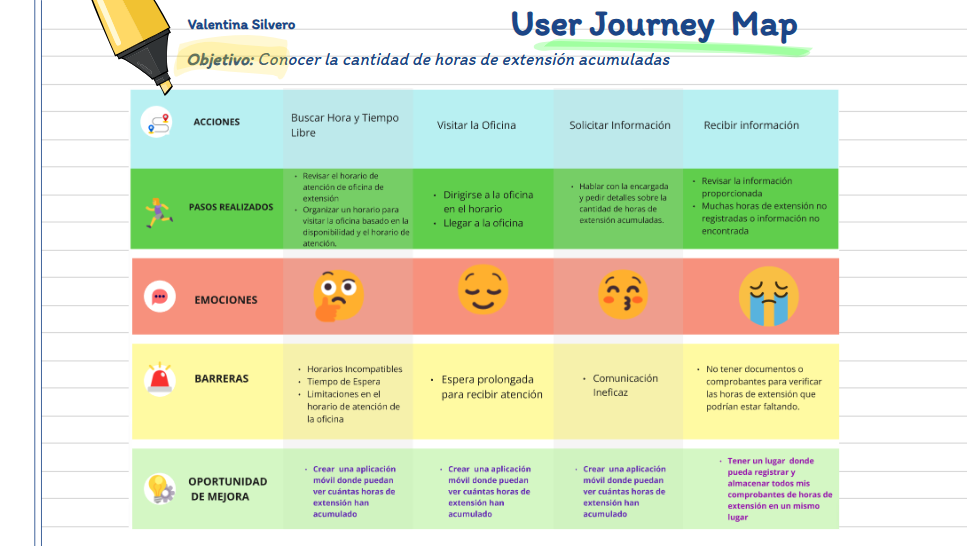 Valentina Silvero
User Journey Map
Objetivo: Conocer la cantidad de horas de extensión acumuladas
ACCIONES
Buscar Hora y Tiempo
Libre
Visitar la Oficina
Solicitar Información
Recibir información
PASOS REALIZADOS
• Revisar el horario de
atención de oficina de
extensión
• Organizar un horario para
visitar la oficina basado en la
disponibilidad y el horario de
atención.
• Dirigirse a la oficina
en el horario
• Llegar a la oficina
• Hablar con la encargada
y pedir detalles sobre la
cantidad de horas de
extensión acumuladas.
• Revisar la información
proporcionada
• Muchas horas de extensión no
registradas o información no
encontrada
EMOCIONES
BARRERAS
• Horarios Incompatibles
• Tiempo de Espera
• Limitaciones en el
horario de atención de
la oficina
• Espera prolongada
para recibir atención
• Comunicación
Ineficaz
• No tener documentos o
comprobantes para verificar
las horas de extensión que
podrían estar faltando.
OPORTUNIDAD
DE MEJORA
• Crear una aplicación
móvil donde puedan
ver cuántas horas de
extensión han
acumulado
• Crear una aplicación
móvil donde puedan
ver cuántas horas de
extensión han
acumulado
• Crear una aplicación
móvil donde puedan
ver cuántas horas de
extensión han
acumulado
• Tener un lugar donde
pueda registrar y
almacenar todos mis
comprobantes de horas de
extensión en un mismo
lugar